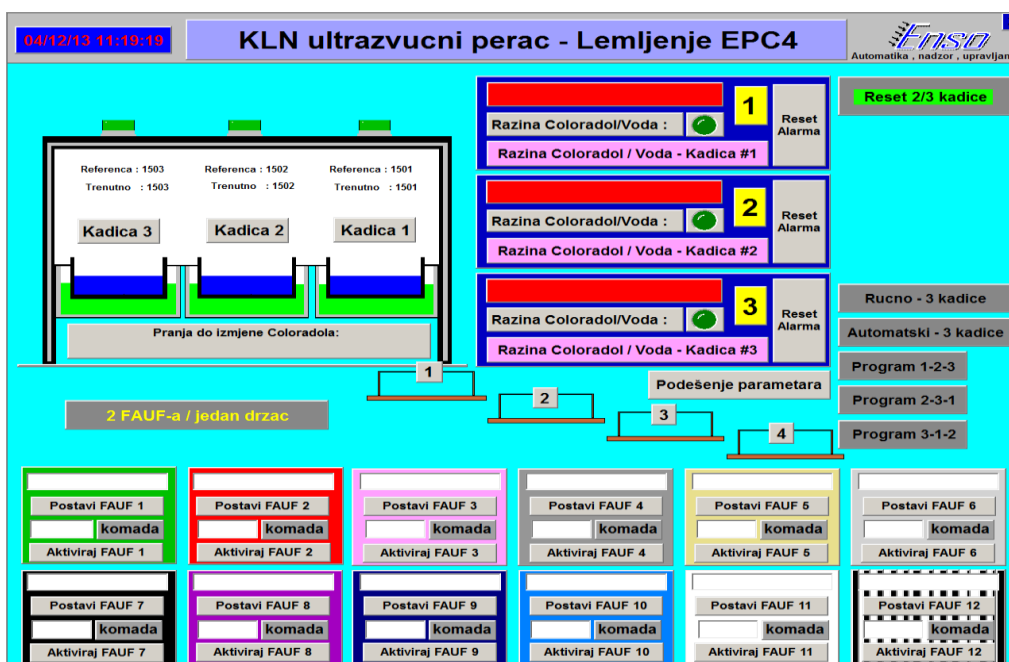 04/12/13 11:19:19
KLN ultrazvucni perac - Lemljenje EPC4
Enso
Automatika , nadzor , upravljan
Reset 2/3 kadice
1
Razina Coloradol/Voda :
Reset
Alarma
Razina Coloradol / Voda - Kadica #1
2
Razina Coloradol/Voda :
Reset
Alarma
Razina Coloradol / Voda - Kadica #2
3
Razina Coloradol/Voda :
Reset
Alarma
Razina Coloradol / Voda - Kadica #3
Referenca : 1503
Trenutno : 1503
Kadica 3
Referenca : 1502
Trenutno : 1502
Kadica 2
Referenca : 1501
Trenutno : 1501
Kadica 1
Pranja do izmjene Coloradola:
Rucno - 3 kadice
Automatski - 3 kadice
Program 1-2-3
Program 2-3-1
Program 3-1-2
Podešenje parametara
1
2
3
4
2 FAUF-a / jedan drzac
Postavi FAUF 1
komada
Aktiviraj FAUF 1
Postavi FAUF 2
komada
Aktiviraj FAUF 2
Postavi FAUF 3
komada
Aktiviraj FAUF 3
Postavi FAUF 4
komada
Aktiviraj FAUF 4
Postavi FAUF 5
komada
Aktiviraj FAUF 5
Postavi FAUF 6
komada
Aktiviraj FAUF 6
Postavi FAUF 7
komada
Aktiviraj FAUF 7
Postavi FAUF 8
komada
Aktiviraj FAUF 8
Postavi FAUF 9
komada
Aktiviraj FAUF 9
Postavi FAUF 10
komada
Aktiviraj FAUF 10
Postavi FAUF 11
komada
Aktiviraj FAUF 11
Postavi FAUF 12
komada
Aktiviraj FAUF 12